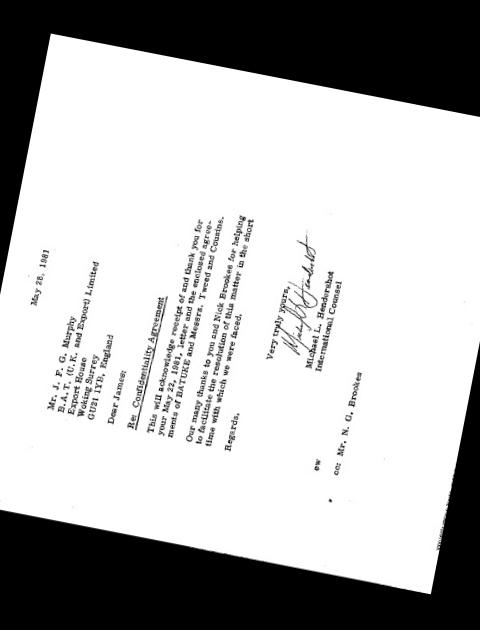 May 28, 1981
Mr. J. F. G. Murphy
B.A.T. (U.K. and Export) Limited
Export House
Woking Surrey
GU21 1YB, England
Dear James:
Re: Confidentiality Agreement
This will acknowledge receipt of and thank you for
your May 22, 1981, letter and the enclosed agree-
ments of BATUKE and Messrs. Tweed and Cousins.
Our many thanks to you and Nick Brookes for helping
to facilitate the resolution of this matter in the short
time with which we were faced.
Regards,
Very truly yours,
Michael L. Hendershot
Michael L. Hendershot
International Counsel
ew
cc: Mr. N. G. Brookes